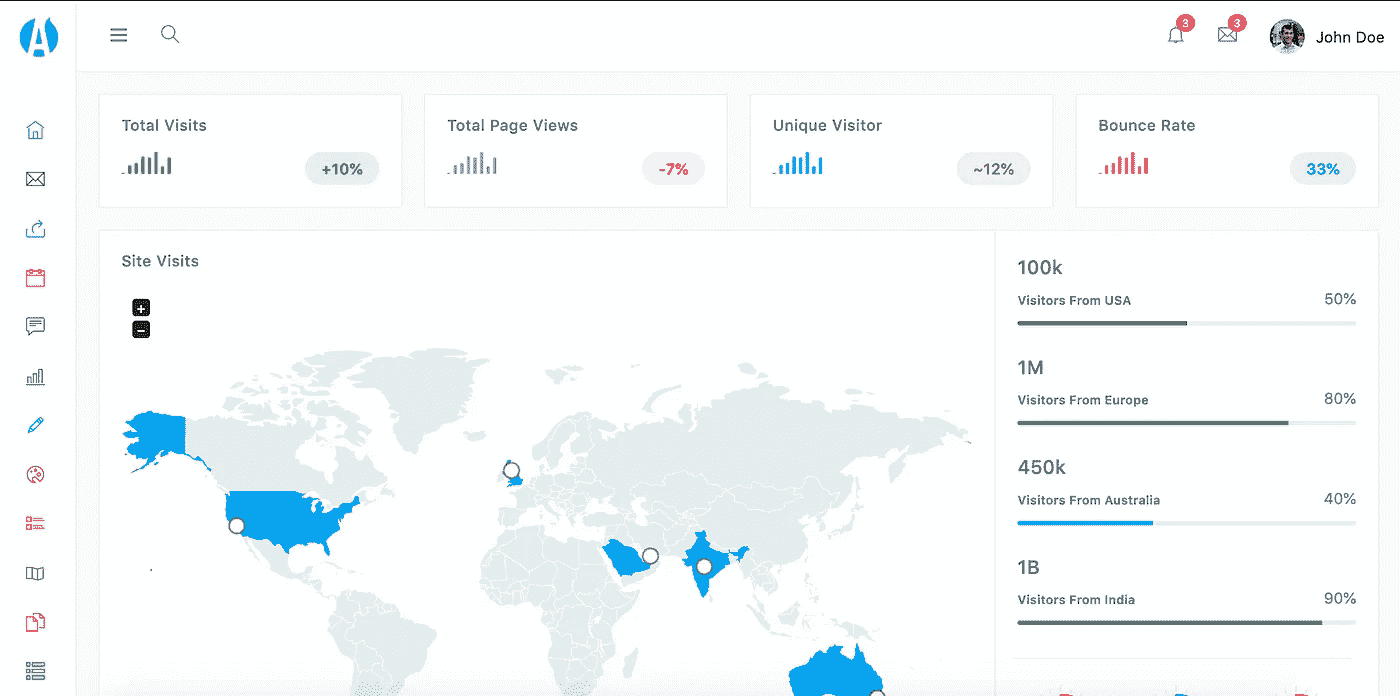 A
3
3
John Doe
Total Visits
+10%
Total Page Views
-7%
Unique Visitor
~12%
Bounce Rate
33%
Site Visits
+
-
100k
Visitors From USA
50%
1M
Visitors From Europe
80%
450k
Visitors From Australia
40%
1B
Visitors From India
90%